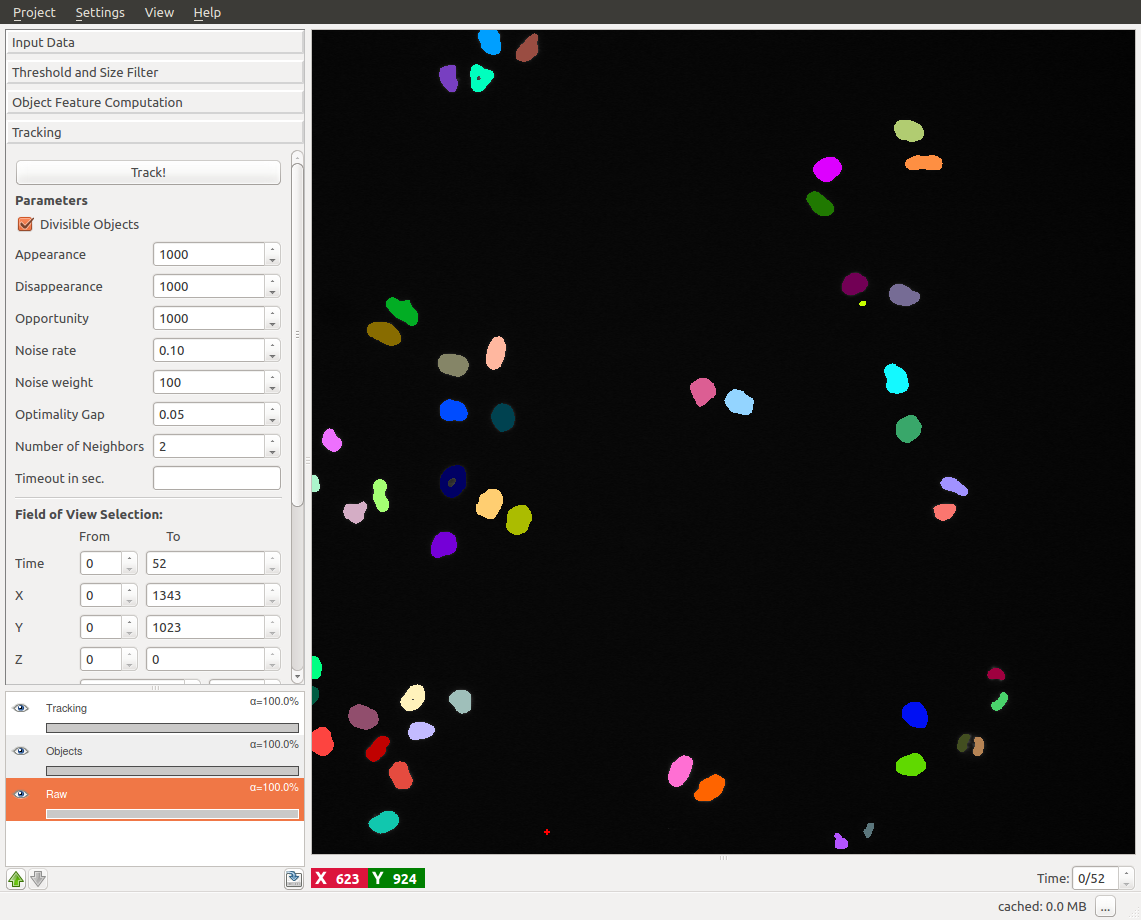 Project Settings View Help
Input Data
Threshold and Size Filter
Object Feature Computation
Tracking
Track!
Parameters
Divisible Objects
Appearance 1000
Disappearance 1000
Opportunity 1000
Noise rate 0.10
Noise weight 100
Optimality Gap 0.05
Number of Neighbors 2
Timeout in sec.
Field of View Selection:
From To
Time 0 52
X 0 1343
Y 0 1023
Z 0 0
Tracking α=100.0%
Objects α=100.0%
Raw α=100.0%
X 623 Y 924
Time: 0/52
cached: 0.0 MB ...